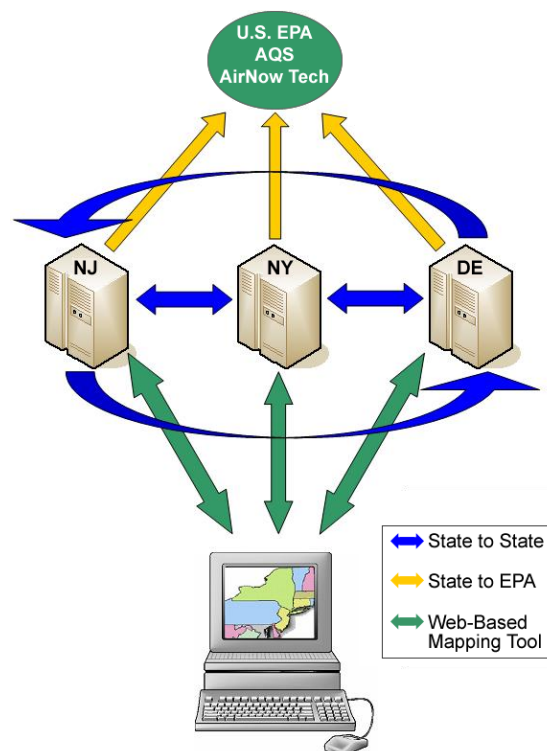 U.S. EPA
AQS
AirNow Tech
NJ
NY
DE
State to State
State to EPA
Web-Based
Mapping Tool